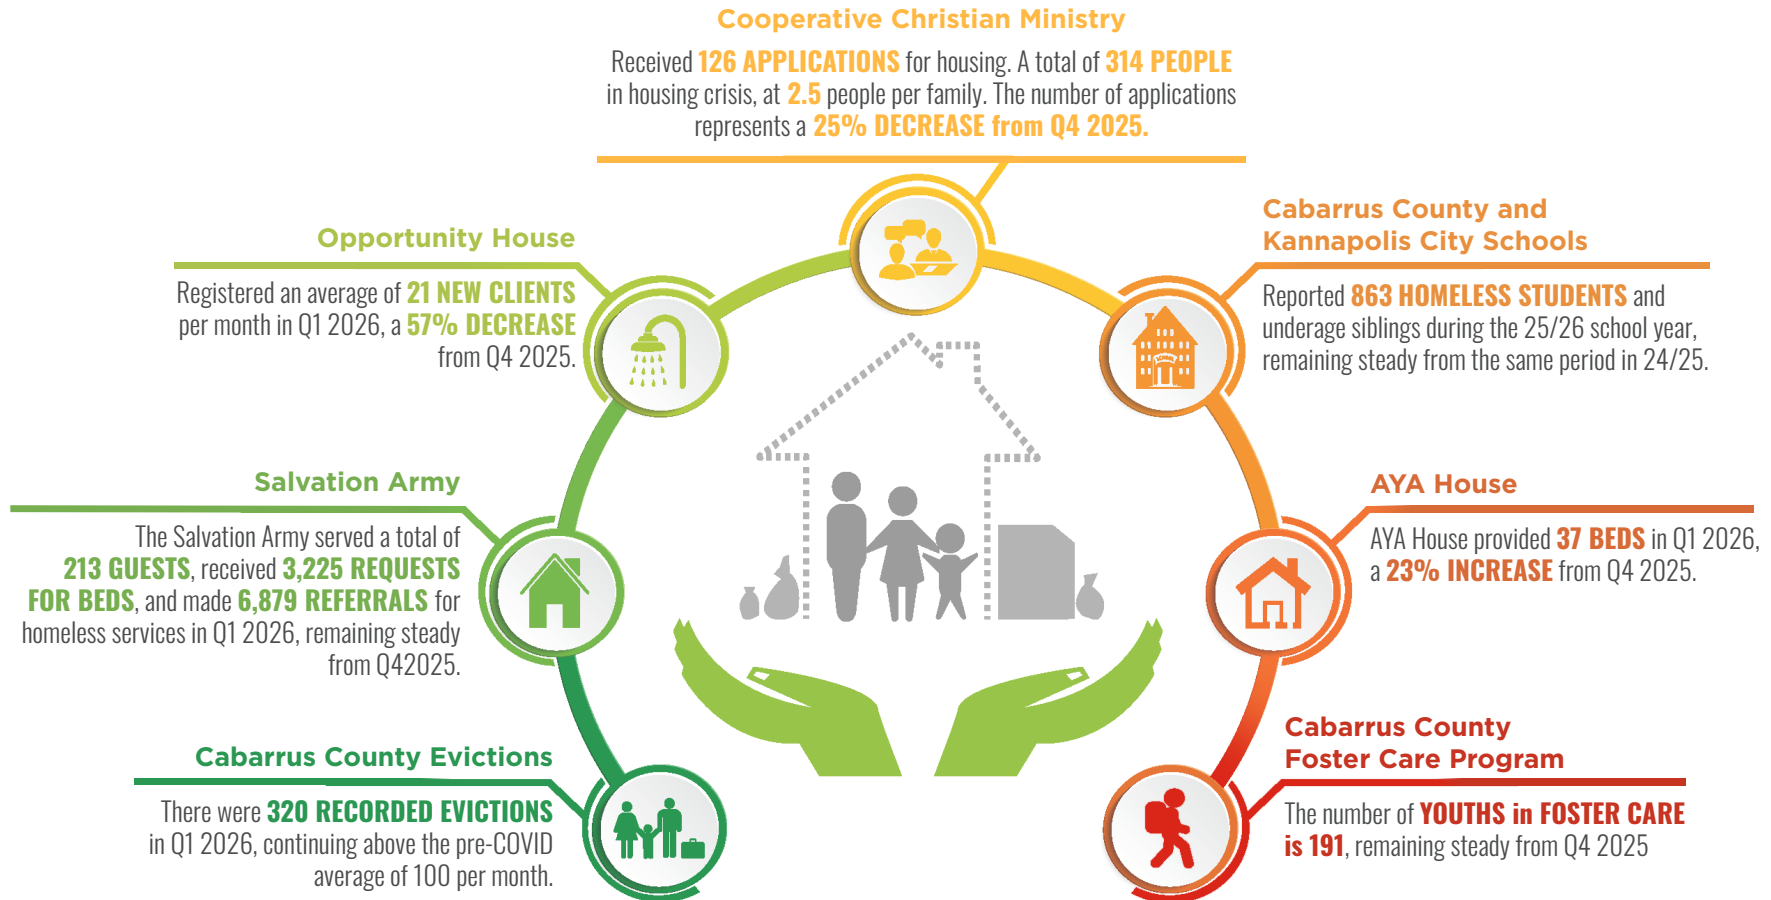 Cooperative Christian Ministry
Received 126 APPLICATIONS for housing. A total of 314 PEOPLE
in housing crisis, at 2.5 people per family. The number of applications
represents a 25% DECREASE from Q4 2025.
Opportunity House
Registered an average of 21 NEW CLIENTS
per month in Q1 2026, a 57% DECREASE
from Q4 2025.
Cabarrus County and
Kannapolis City Schools
Reported 863 HOMELESS STUDENTS and
underage siblings during the 25/26 school year,
remaining steady from the same period in 24/25.
SCHOOL
Salvation Army
The Salvation Army served a total of
213 GUESTS, received 3,225 REQUESTS
FOR BEDS, and made 6,879 REFERRALS for
homeless services in Q1 2026, remaining steady
from Q42025.
AYA House
AYA House provided 37 BEDS in Q1 2026,
a 23% INCREASE from Q4 2025.
Cabarrus County Evictions
There were 320 RECORDED EVICTIONS
in Q1 2026, continuing above the pre-COVID
average of 100 per month.
Cabarrus County
Foster Care Program
The number of YOUTHS in FOSTER CARE
is 191, remaining steady from Q4 2025